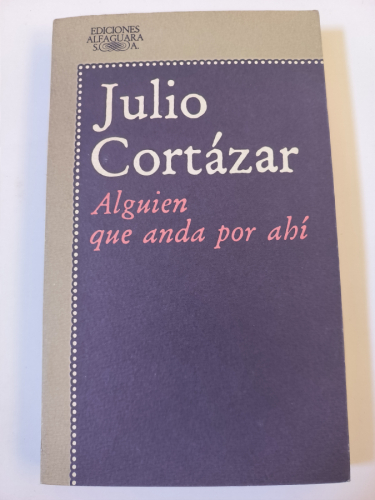 EDICIONES
ALFAGUARA
S. A.
Julio
Cortázar
Alguien
que anda por ahí